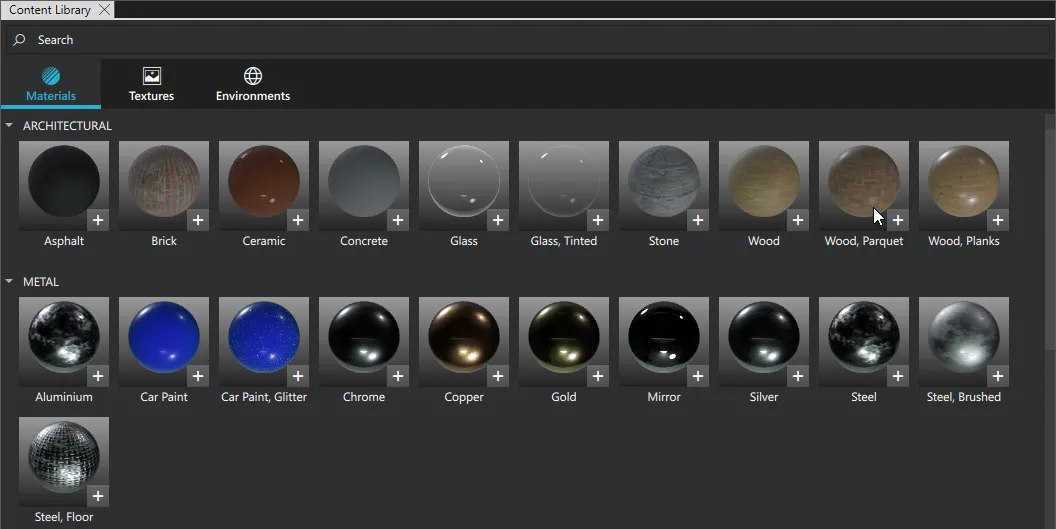 Content Library
Search
Materials Textures Environments
ARCHITECTURAL
Asphalt Brick Ceramic Concrete Glass Glass, Tinted Stone Wood Wood, Parquet Wood, Planks
METAL
Aluminium Car Paint Car Paint, Glitter Chrome Copper Gold Mirror Silver Steel Steel, Brushed
Steel, Floor